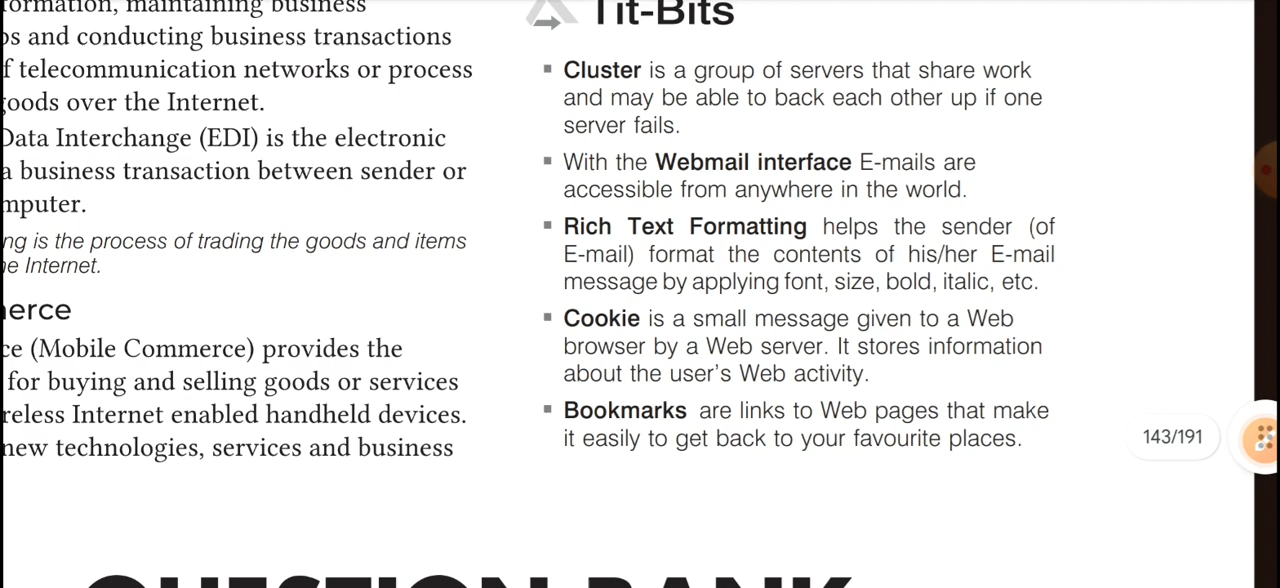 formation, maintaining business
ps and conducting business transactions
f telecommunication networks or process
goods over the Internet.
Data Interchange (EDI) is the electronic
a business transaction between sender or
mputer.
ng is the process of trading the goods and items
e Internet.
erce
ce (Mobile Commerce) provides the
for buying and selling goods or services
reless Internet enabled handheld devices.
new technologies, services and business
Tit-Bits
▪ Cluster is a group of servers that share work
and may be able to back each other up if one
server fails.
▪ With the Webmail interface E-mails are
accessible from anywhere in the world.
▪ Rich Text Formatting helps the sender (of
E-mail) format the contents of his/her E-mail
message by applying font, size, bold, italic, etc.
▪ Cookie is a small message given to a Web
browser by a Web server. It stores information
about the user's Web activity.
▪ Bookmarks are links to Web pages that make
it easily to get back to your favourite places.
143/191
QUESTION BANK